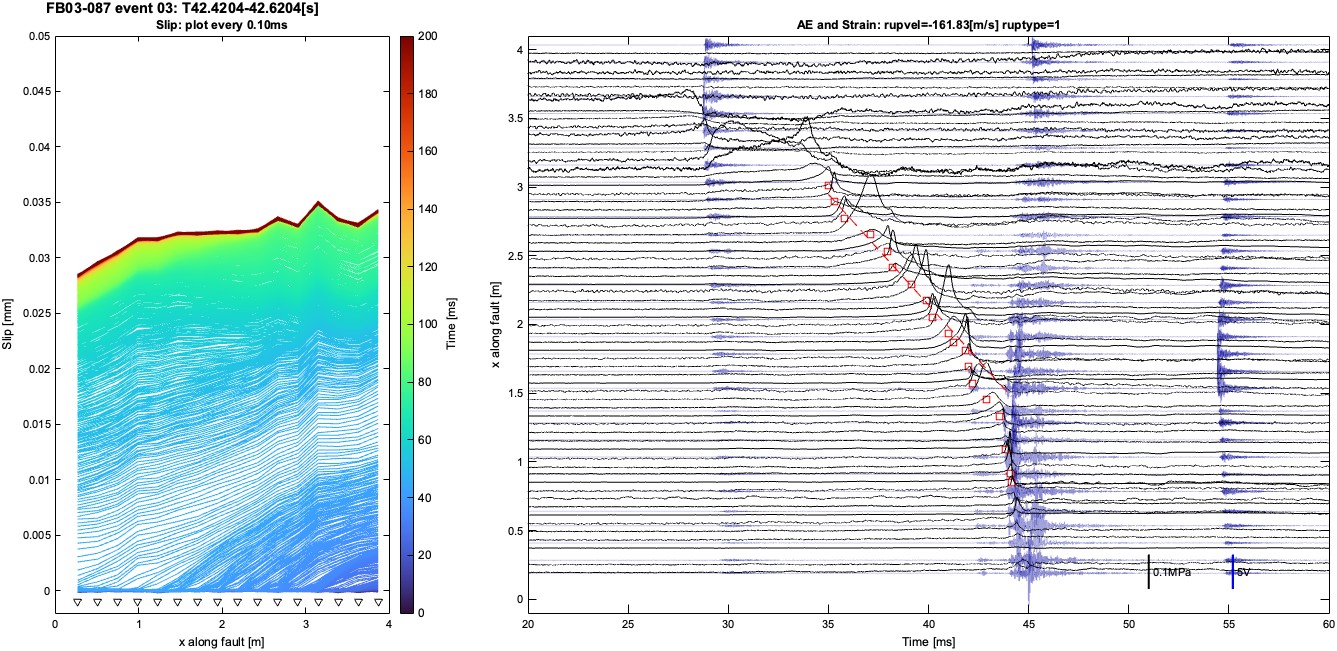 FB03-087 event 03: T42.4204-42.6204[s]
Slip: plot every 0.10ms
0.05
0.045
0.04
0.035
0.03
0.025
0.02
0.015
0.01
0.005
0
Slip [mm]
0 1 2 3 4
x along fault [m]
200
180
160
140
120
100
80
60
40
20
0
Time [ms]
AE and Strain: rupvel=-161.83[m/s] ruptype=1
4
3.5
3
2.5
2
1.5
1
0.5
0
x along fault [m]
0.1MPa
5V
20 25 30 35 40 45 50 55 60
Time [ms]